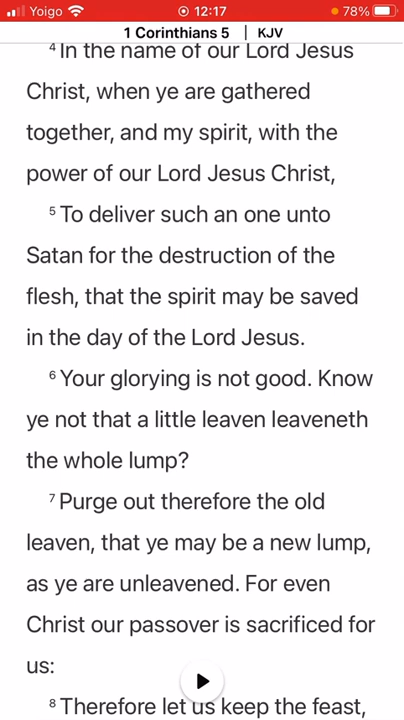 Yoigo 12:17 78%
1 Corinthians 5 | KJV
4 In the name of our Lord Jesus
Christ, when ye are gathered
together, and my spirit, with the
power of our Lord Jesus Christ,
5 To deliver such an one unto
Satan for the destruction of the
flesh, that the spirit may be saved
in the day of the Lord Jesus.
6 Your glorying is not good. Know
ye not that a little leaven leaveneth
the whole lump?
7 Purge out therefore the old
leaven, that ye may be a new lump,
as ye are unleavened. For even
Christ our passover is sacrificed for
us:
8 Therefore let us keep the feast,